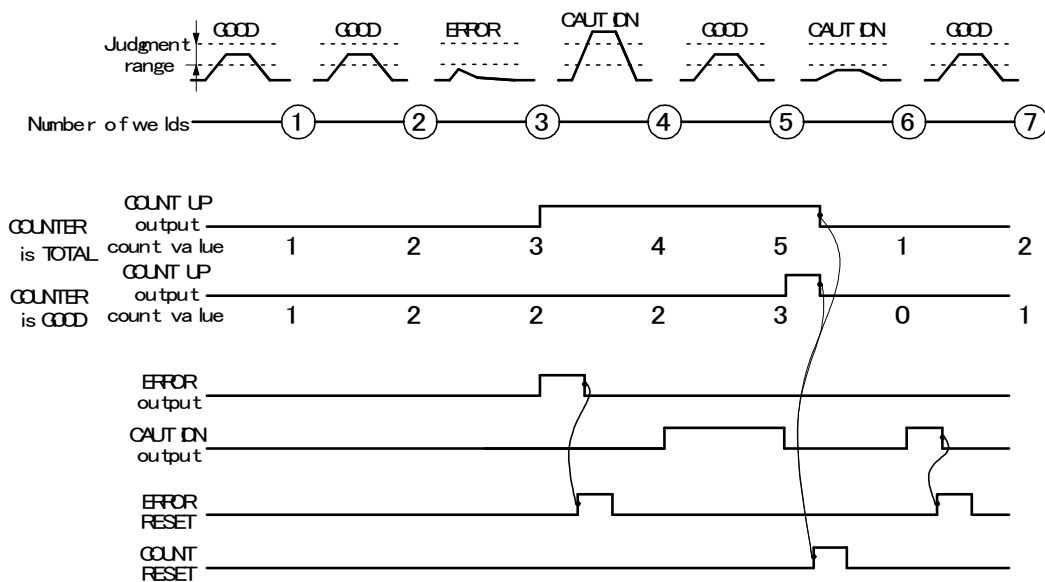 GOOD GOOD ERROR CAUTION GOOD CAUTION GOOD
Judgment
range
Number of welds 1 2 3 4 5 6 7
COUNTER
is TOTAL
COUNT UP
output
count value 1 2 3 4 5 1 2
COUNTER
is GOOD
COUNT UP
output
count value 1 2 2 2 3 0 1
ERROR
output
CAUTION
output
ERROR
RESET
COUNT
RESET